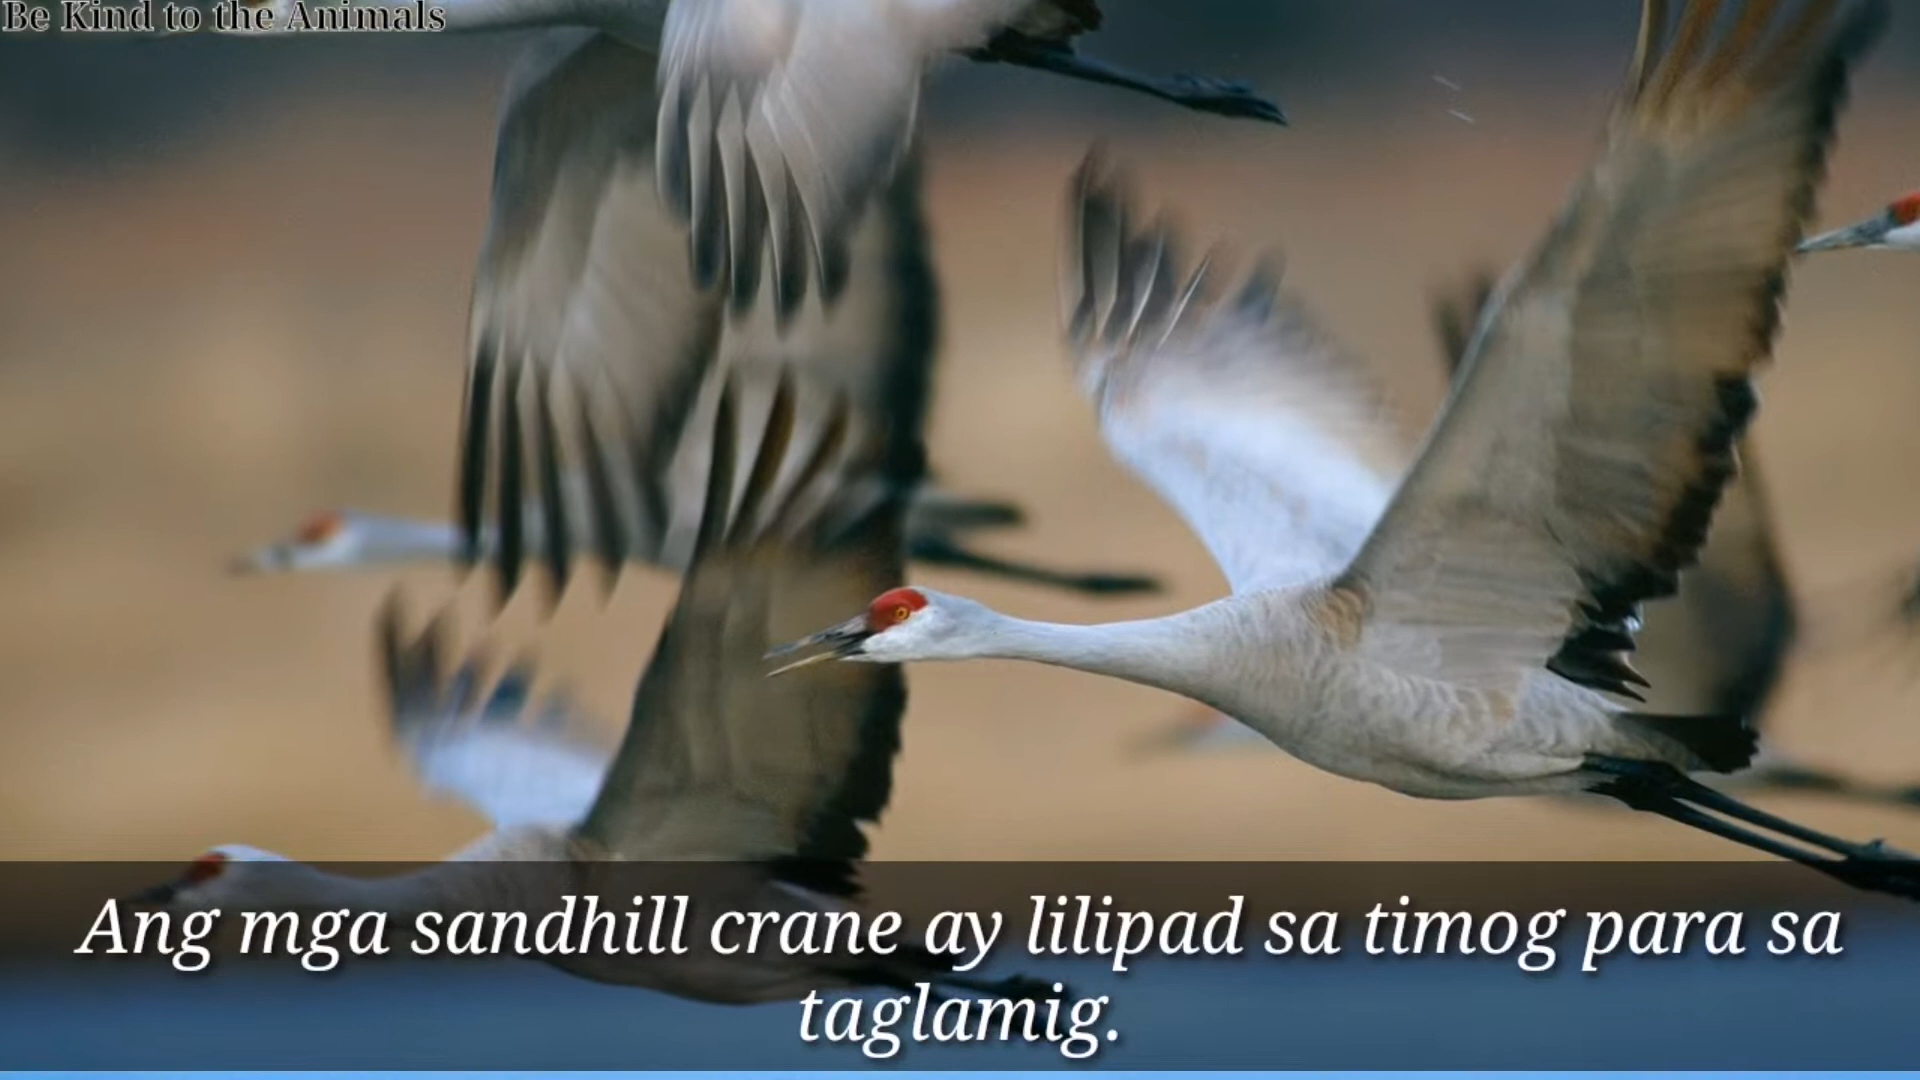 Be Kind to the Animals
Ang mga sandhill crane ay lilipad sa timog para sa
taglamig.